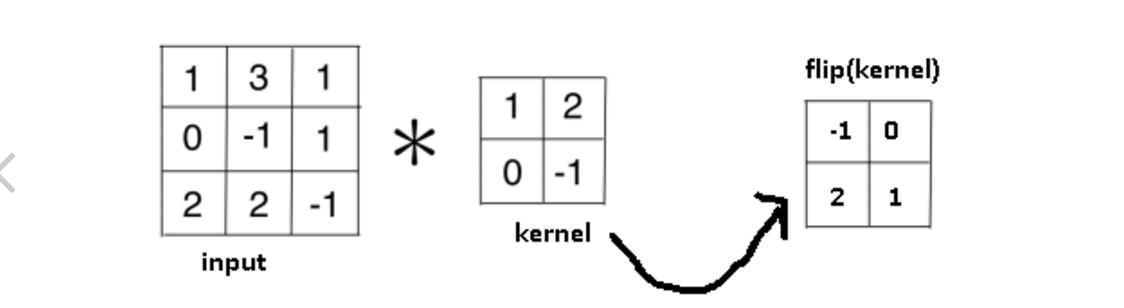 1 3 1
0 -1 1
2 2 -1
input
*
1 2
0 -1
kernel
flip(kernel)
-1 0
2 1